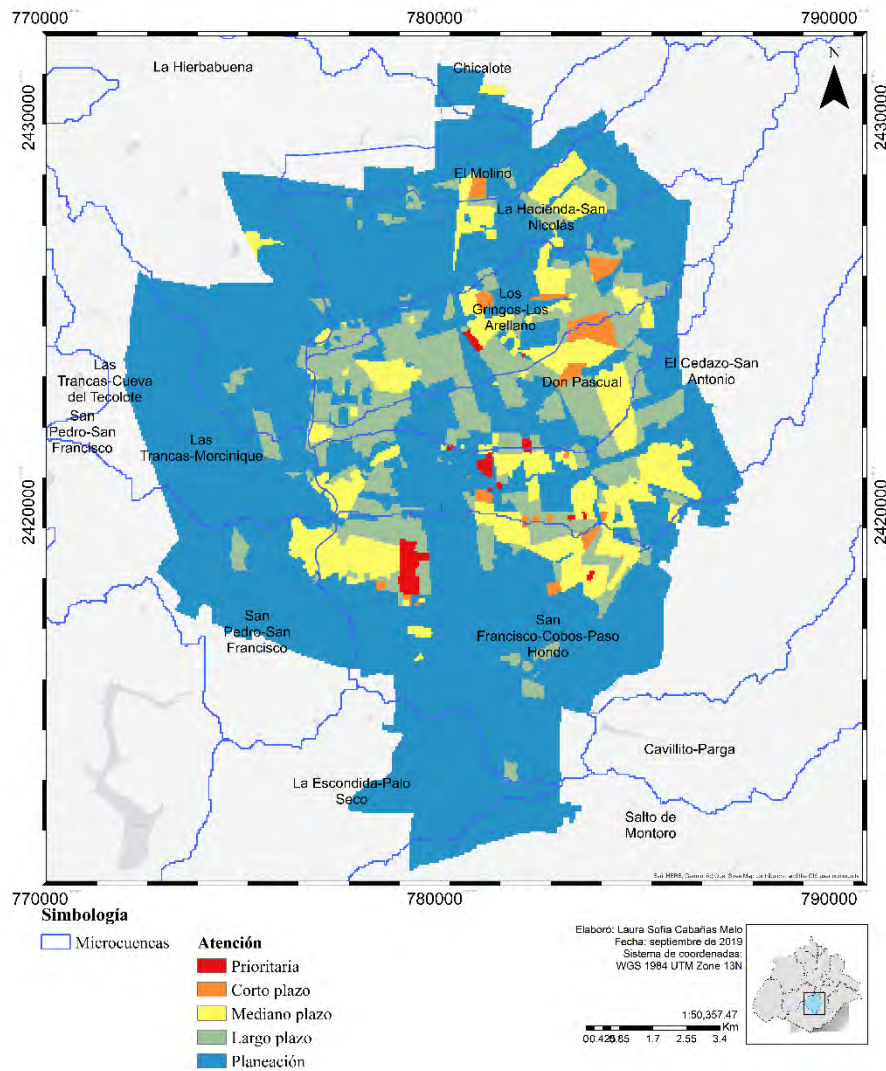 770000 780000 790000
La Hierbabuena
Chicalote
N
2430000
2430000
El Molino
La Hacienda-San
Nicolás
Los
Gringos-Los
Arellano
Las
Trancas-Cueva
del Tecolote
El Cedazo-San
Antonio
Don Pascual
San
Pedro-San
Francisco
Las
Trancas-Morcinique
2420000
2420000
San
Pedro-San
Francisco
San
Francisco-Cobos-Paso
Hondo
Cavillito-Parga
La Escondida-Palo
Seco
Salto de
Montoro
770000 780000 790000
Simbología
Microcuencas
Atención
Prioritaria
Corto plazo
Mediano plazo
Largo plazo
Planeación
Elaboró: Laura Sofia Cabañas Melo
Fecha: septiembre de 2019
Sistema de coordenadas:
WGS 1984 UTM Zone 13N
1:50,357.47
Km
1.7 2.55 3.4